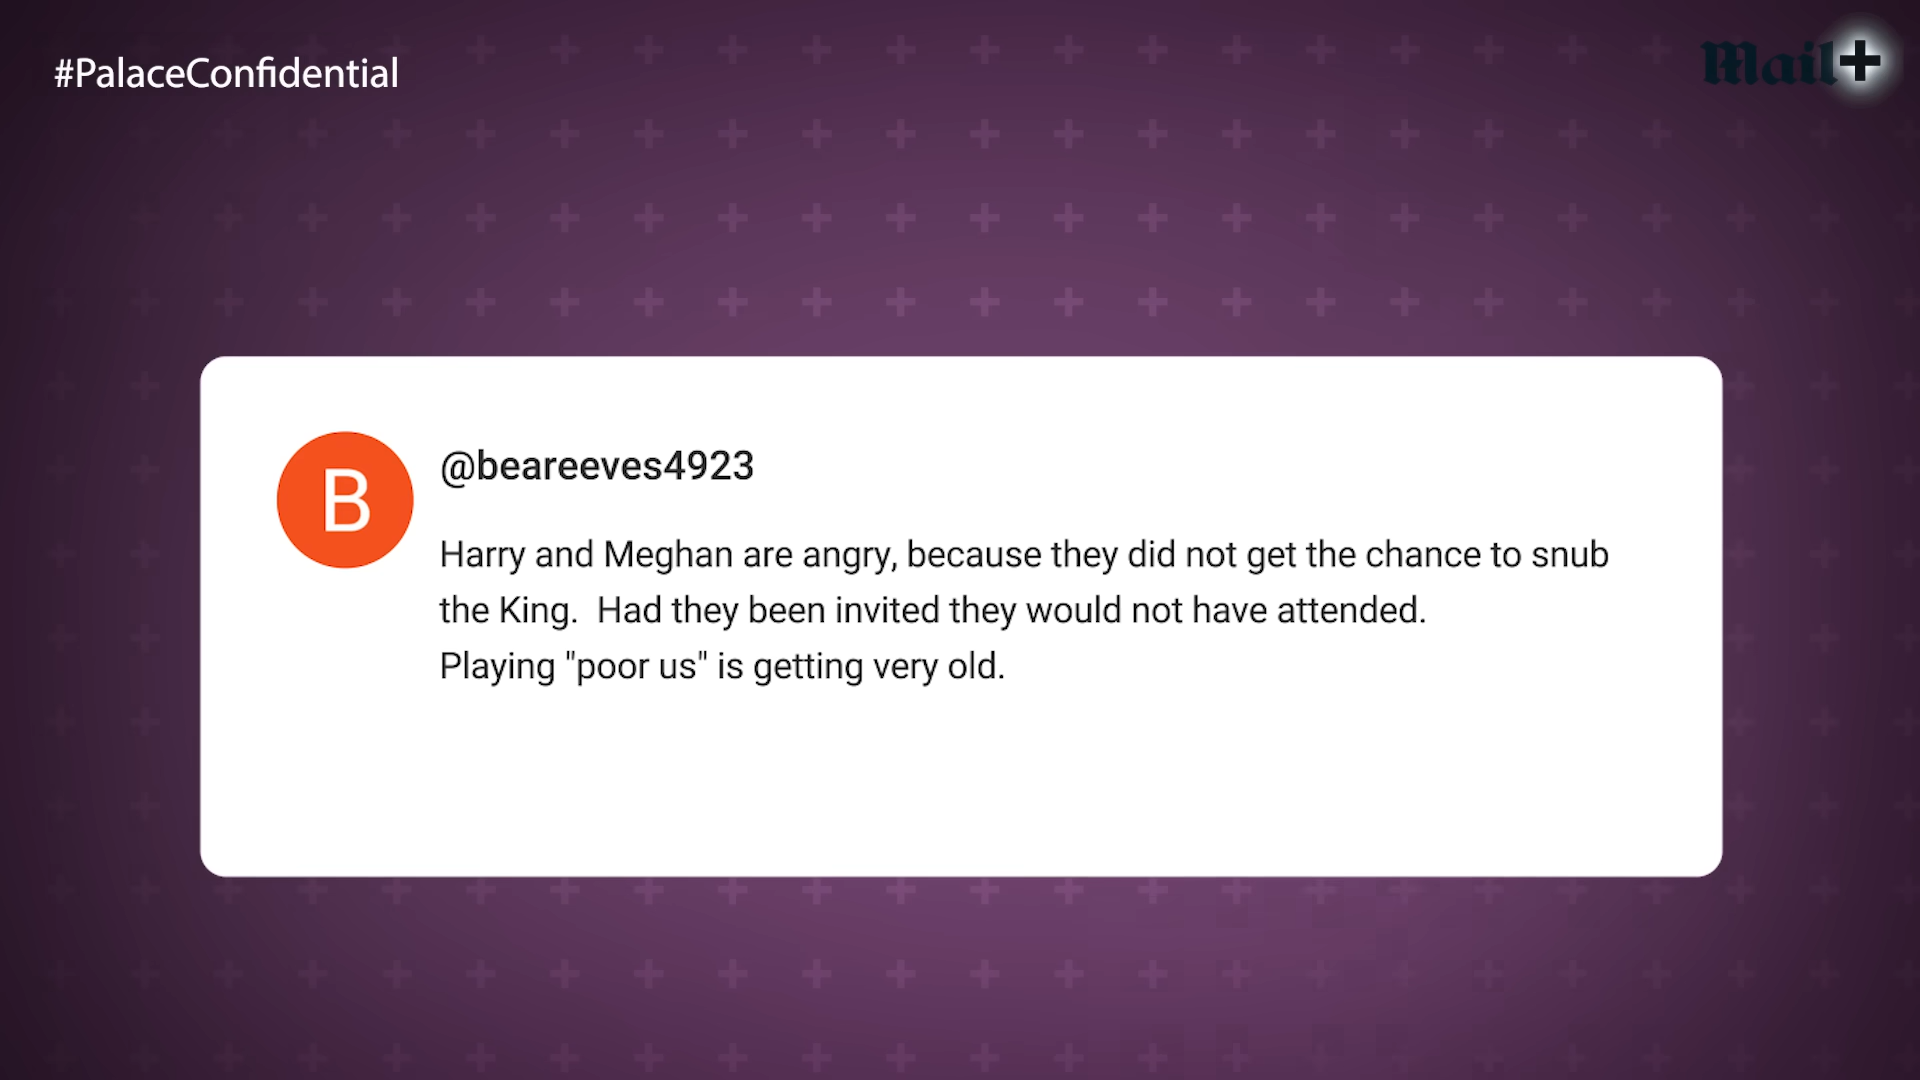 #PalaceConfidential
Mail+
B
@beareeves4923
Harry and Meghan are angry, because they did not get the chance to snub
the King.  Had they been invited they would not have attended.
Playing "poor us" is getting very old.